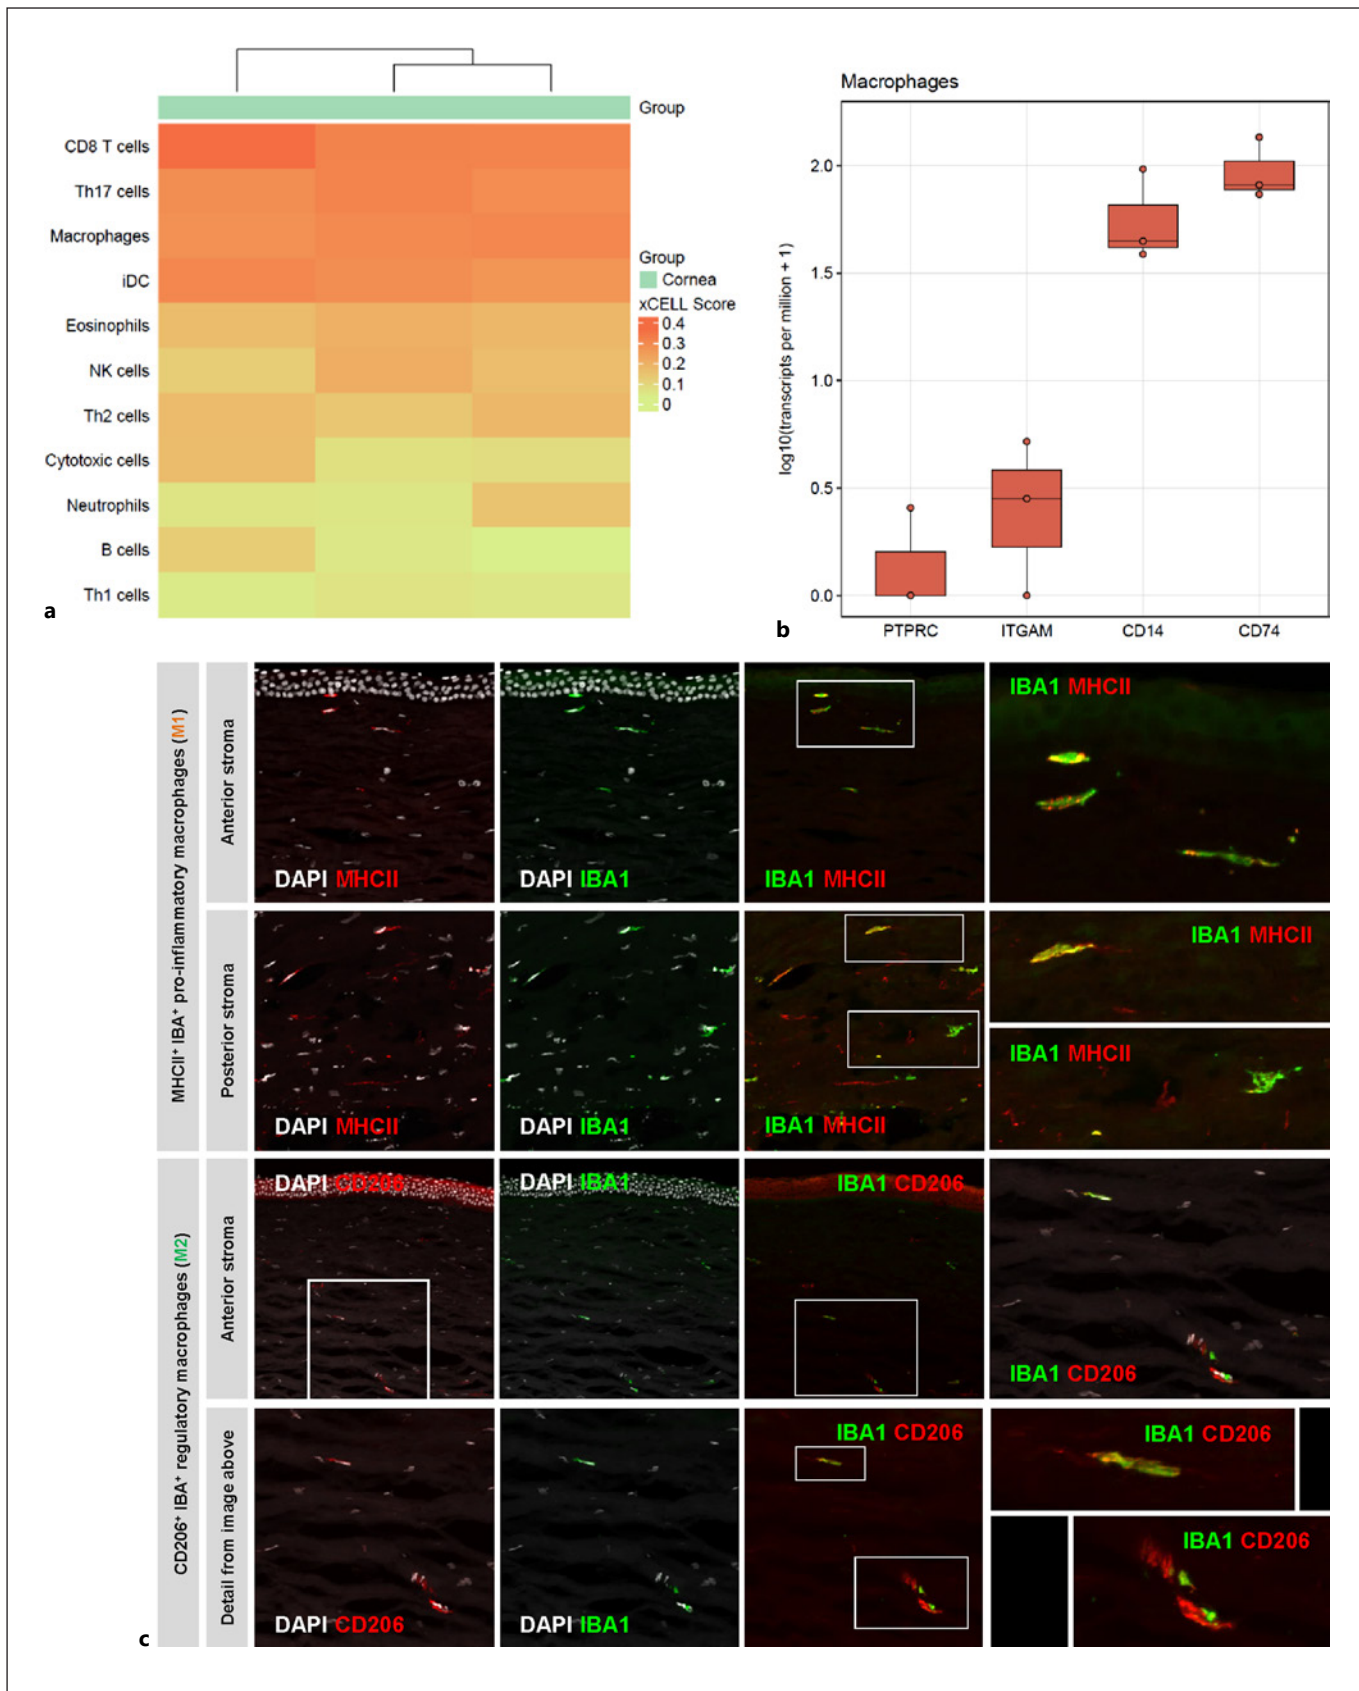 Group
CD8 T cells
Th17 cells
Macrophages
iDC
Eosinophils
NK cells
Th2 cells
Cytotoxic cells
Neutrophils
B cells
Th1 cells
Group
Cornea
xCELL Score
0.4
0.3
0.2
0.1
0
a
Macrophages
log10(transcripts per million + 1)
2.0
1.5
1.0
0.5
0.0
PTPRC ITGAM CD14 CD74
b
MHCII⁺ IBA⁺ pro-inflammatory macrophages (M1)
Anterior stroma
DAPI MHCII
DAPI IBA1
IBA1 MHCII
IBA1 MHCII
Posterior stroma
DAPI MHCII
DAPI IBA1
IBA1 MHCII
IBA1 MHCII
IBA1 MHCII
CD206⁺ IBA⁺ regulatory macrophages (M2)
Anterior stroma
DAPI CD206
DAPI IBA1
IBA1 CD206
IBA1 CD206
Detail from image above
DAPI CD206
DAPI IBA1
IBA1 CD206
IBA1 CD206
IBA1 CD206
c